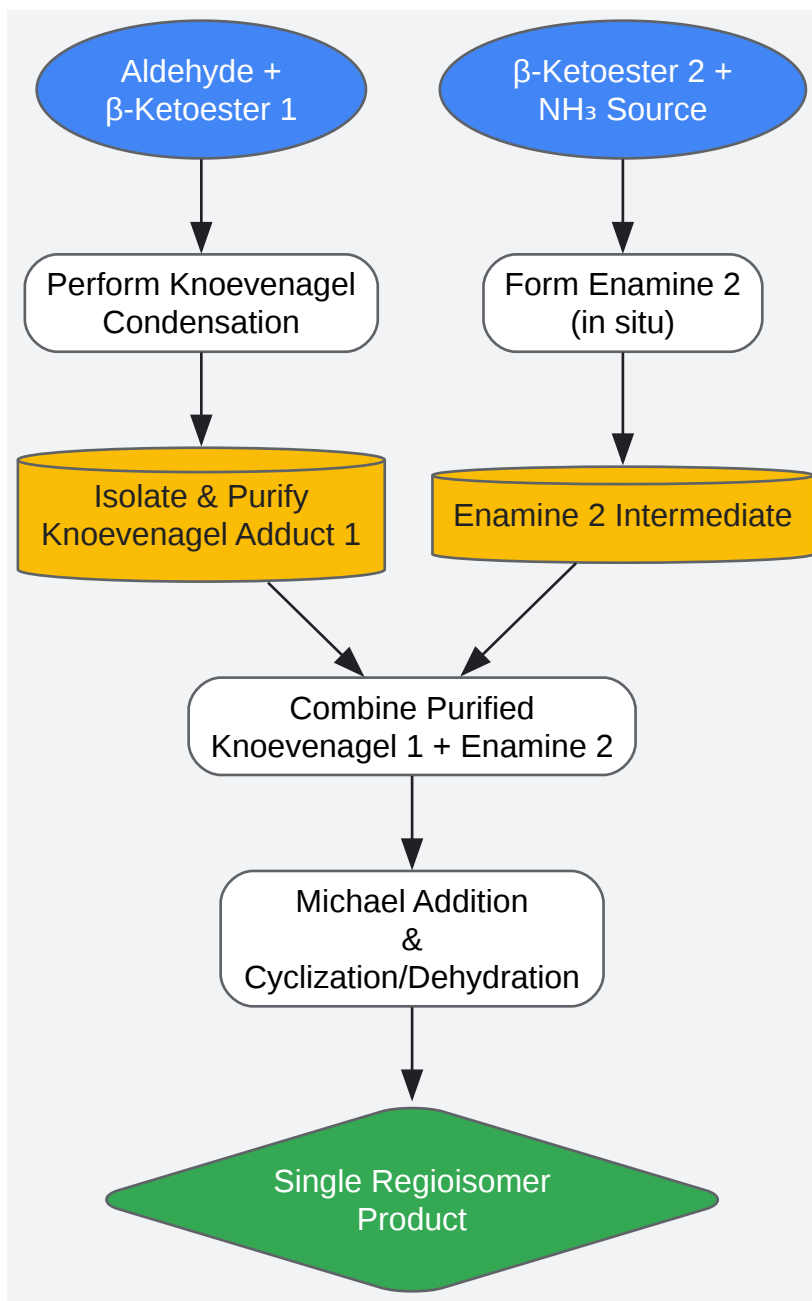 Aldehyde +
β-Ketoester 1
β-Ketoester 2 +
NH₃ Source
Perform Knoevenagel
Condensation
Form Enamine 2
(in situ)
Isolate & Purify
Knoevenagel Adduct 1
Enamine 2 Intermediate
Combine Purified
Knoevenagel 1 + Enamine 2
Michael Addition
&
Cyclization/Dehydration
Single Regioisomer
Product